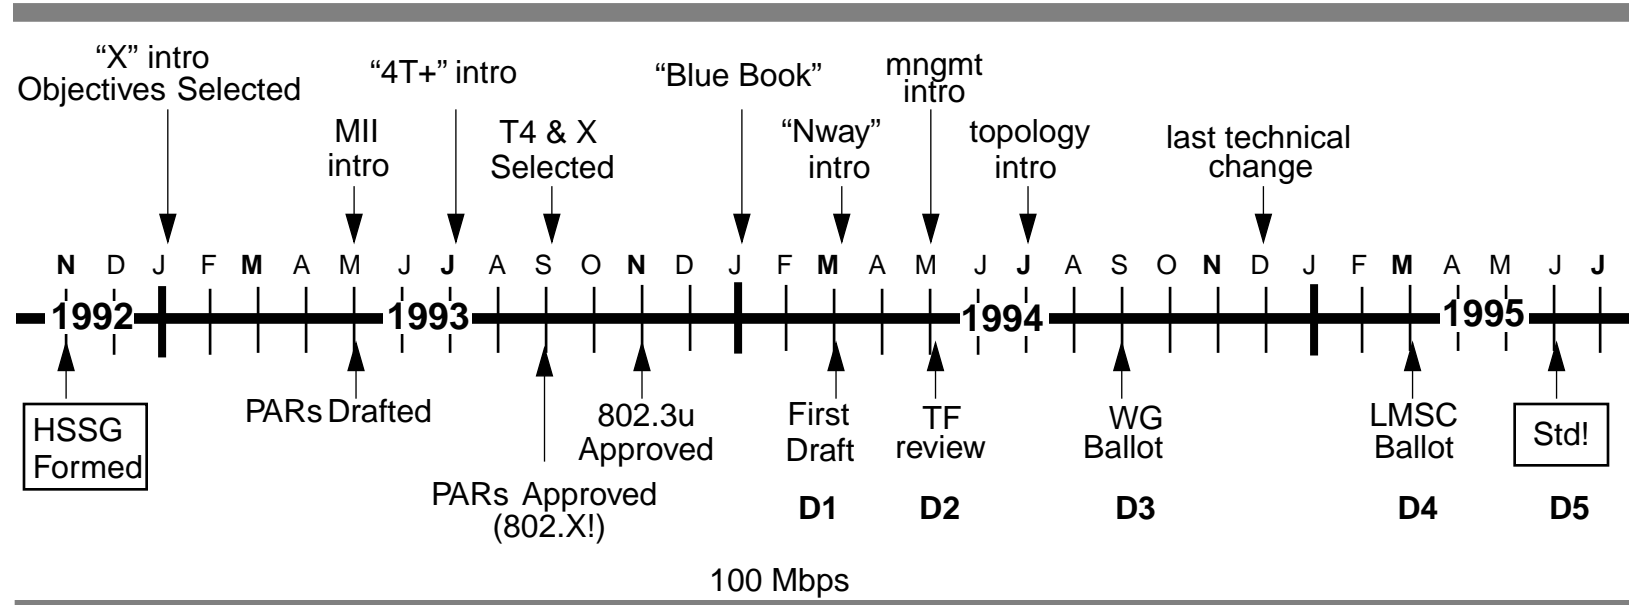 “X” intro
Objectives Selected
“4T+” intro
“Blue Book”
mngmt
intro
MII
intro
T4 & X
Selected
“Nway”
intro
topology
intro
last technical
change
N D J F M A M J J A S O N D J F M A M J J A S O N D J F M A M J J
1992 1993 1994 1995
HSSG
Formed
PARs Drafted
802.3u
Approved
First
Draft
TF
review
WG
Ballot
LMSC
Ballot
Std!
PARs Approved
(802.X!)
D1 D2 D3 D4 D5
100 Mbps